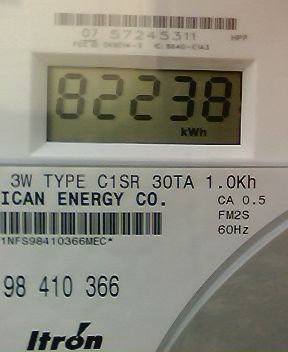 07 57245311 HPP
82238
kWh
3W TYPE C1SR 30TA 1.0Kh
ICAN ENERGY CO.
CA 0.5
FM2S
60Hz
1NFS98410366MEC*
98 410 366
Itron